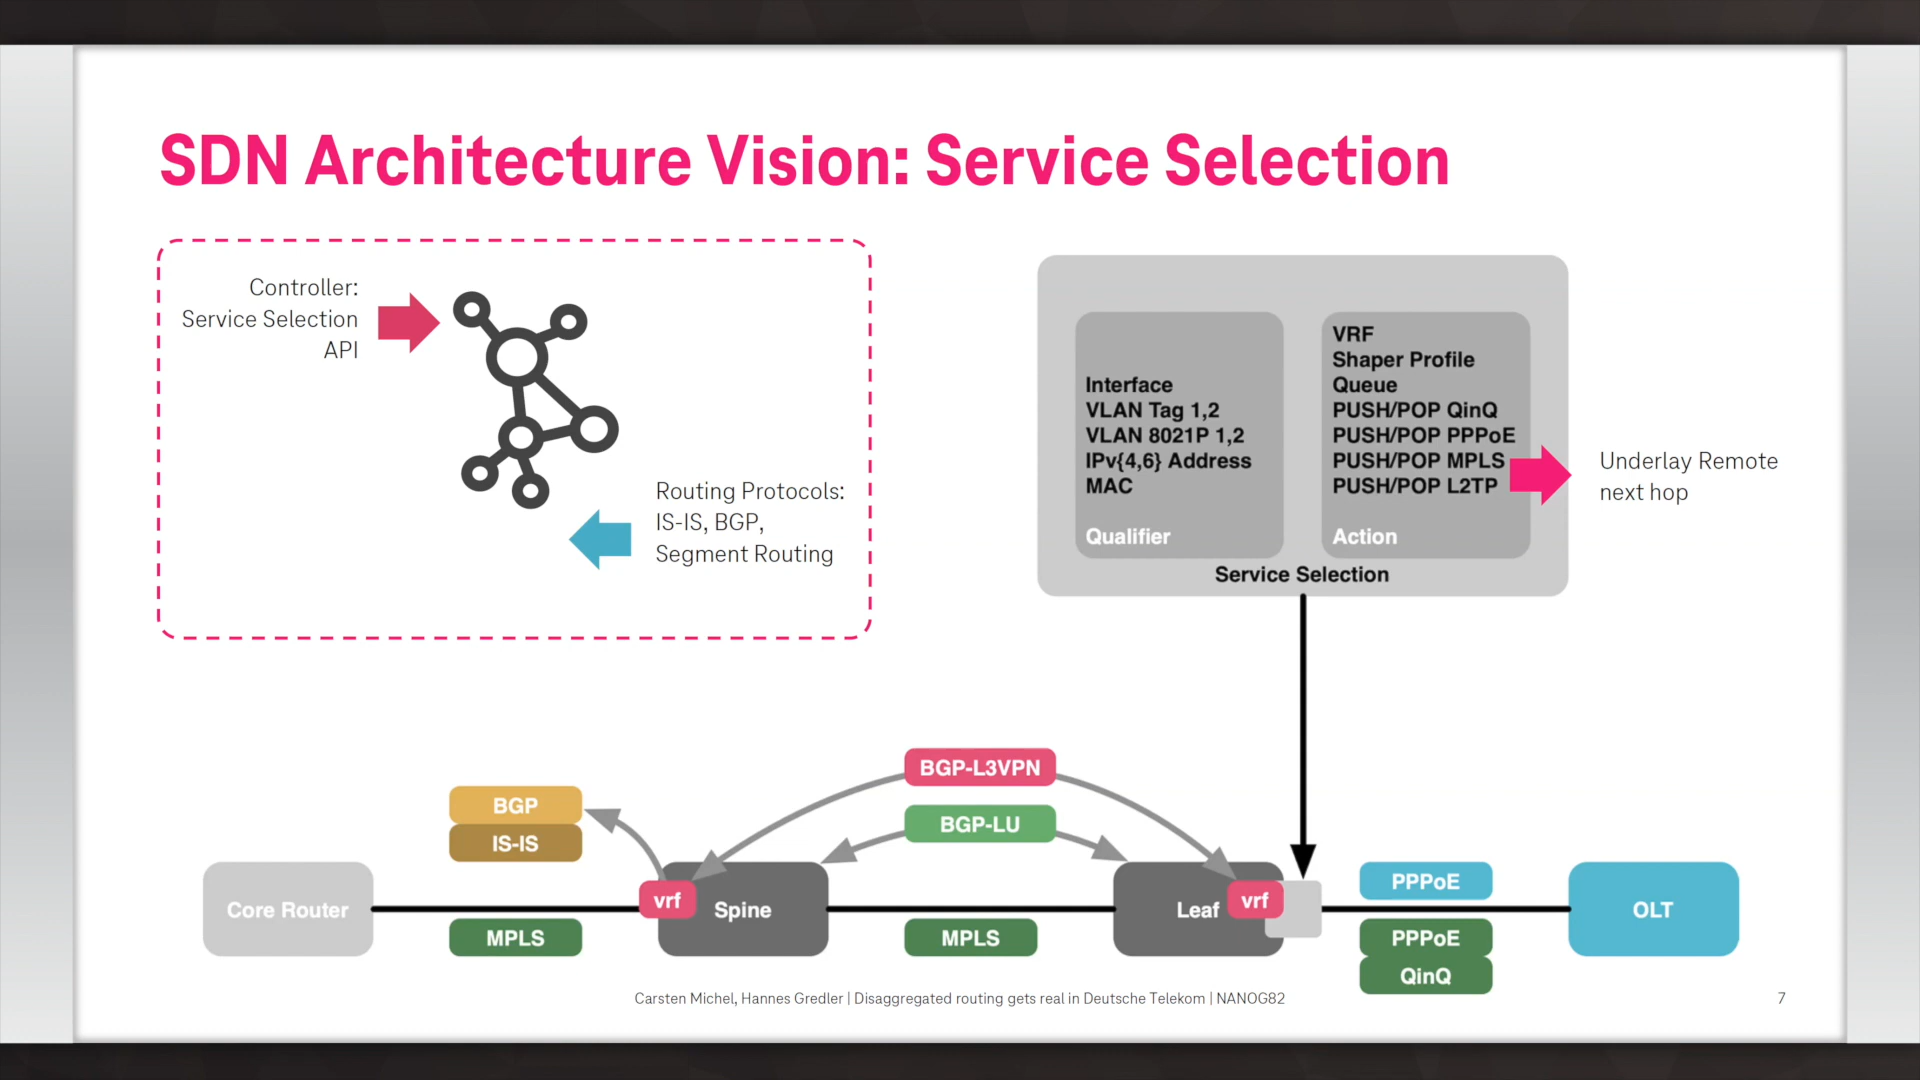 SDN Architecture Vision: Service Selection
Controller:
Service Selection
API
Routing Protocols:
IS-IS, BGP,
Segment Routing
Interface
VLAN Tag 1,2
VLAN 8021P 1,2
IPv{4,6} Address
MAC
Qualifier
VRF
Shaper Profile
Queue
PUSH/POP QinQ
PUSH/POP PPPoE
PUSH/POP MPLS
PUSH/POP L2TP
Action
Service Selection
Underlay Remote
next hop
BGP-L3VPN
BGP-LU
BGP
IS-IS
Core Router
MPLS
vrf
Spine
MPLS
Leaf
vrf
PPPoE
PPPoE
QinQ
OLT
Carsten Michel, Hannes Gredler | Disaggregated routing gets real in Deutsche Telekom | NANOG82
7